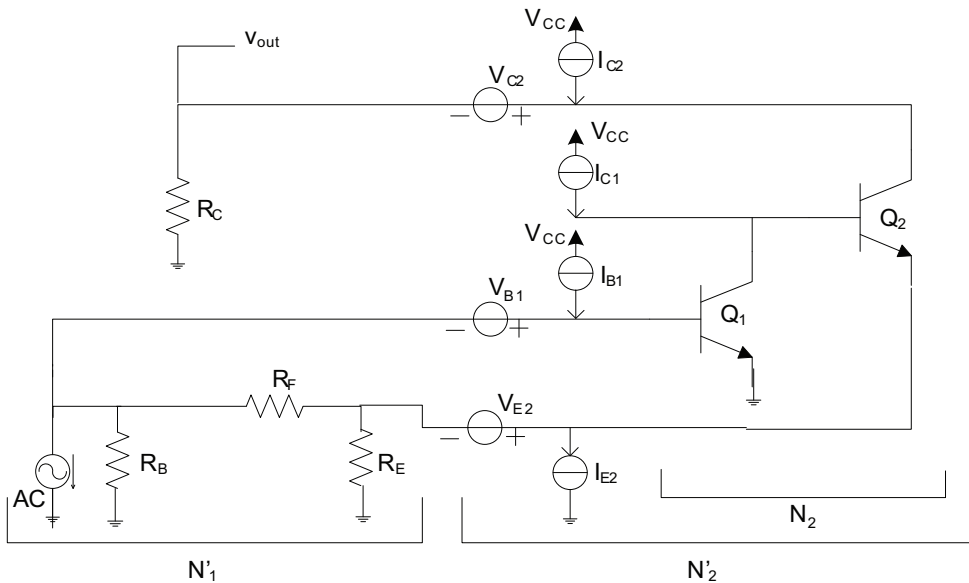 v_out
V_CC
I_C2
V_C2
− +
V_CC
I_C1
R_C
Q_2
V_CC
I_B1
V_B1
− +
Q_1
R_F
V_E2
− +
R_B
R_E
I_E2
AC
N_2
N'_1
N'_2